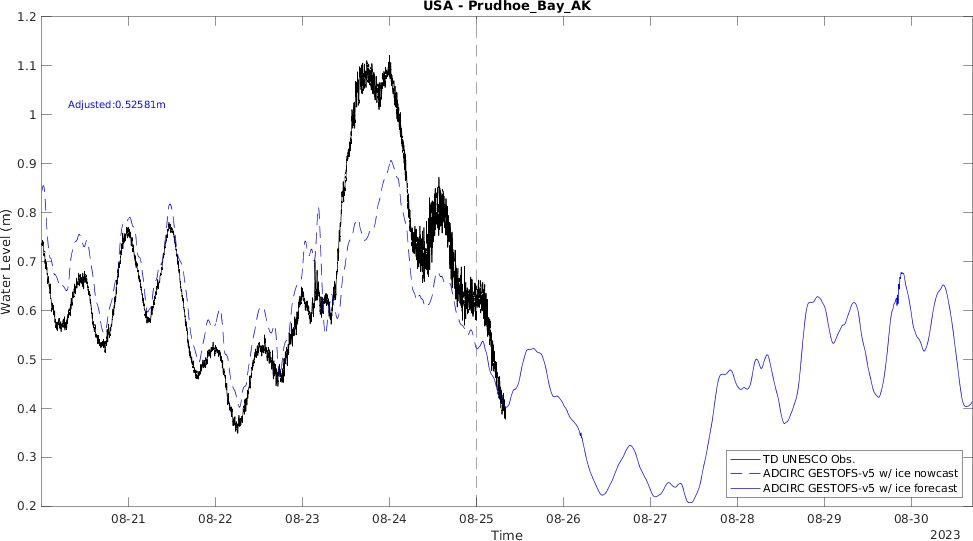 USA - Prudhoe_Bay_AK
1.2
1.1
1
0.9
0.8
0.7
0.6
0.5
0.4
0.3
0.2
Water Level (m)
Adjusted:0.52581m
TD UNESCO Obs.
ADCIRC GESTOFS-v5 w/ ice nowcast
ADCIRC GESTOFS-v5 w/ ice forecast
08-21 08-22 08-23 08-24 08-25 08-26 08-27 08-28 08-29 08-30
Time
2023